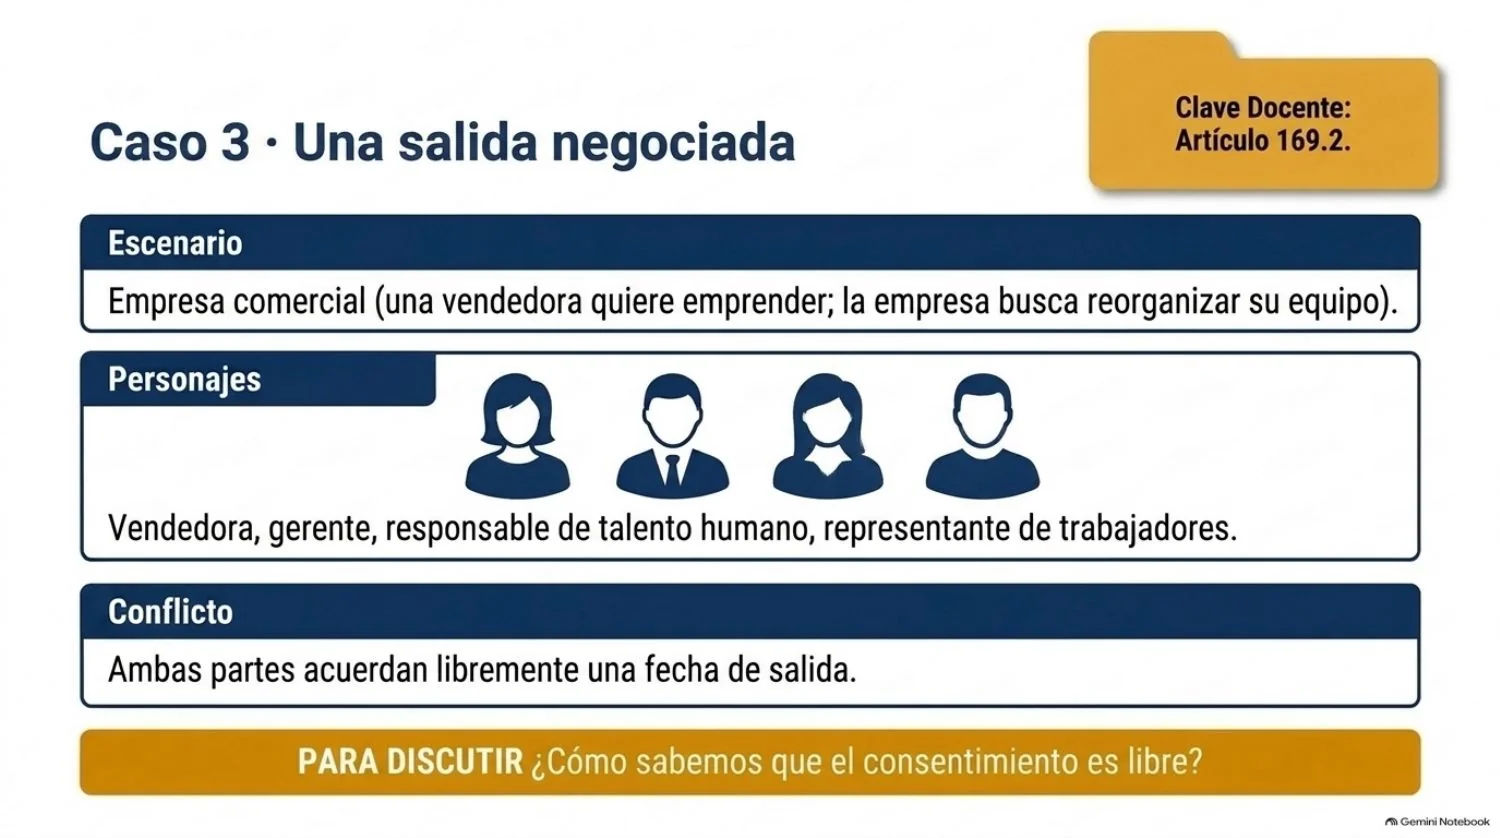 Clave Docente:
Artículo 169.2.
Caso 3 · Una salida negociada
Escenario
Empresa comercial (una vendedora quiere emprender; la empresa busca reorganizar su equipo).
Personajes
Vendedora, gerente, responsable de talento humano, representante de trabajadores.
Conflicto
Ambas partes acuerdan libremente una fecha de salida.
PARA DISCUTIR ¿Cómo sabemos que el consentimiento es libre?
Gemini Notebook